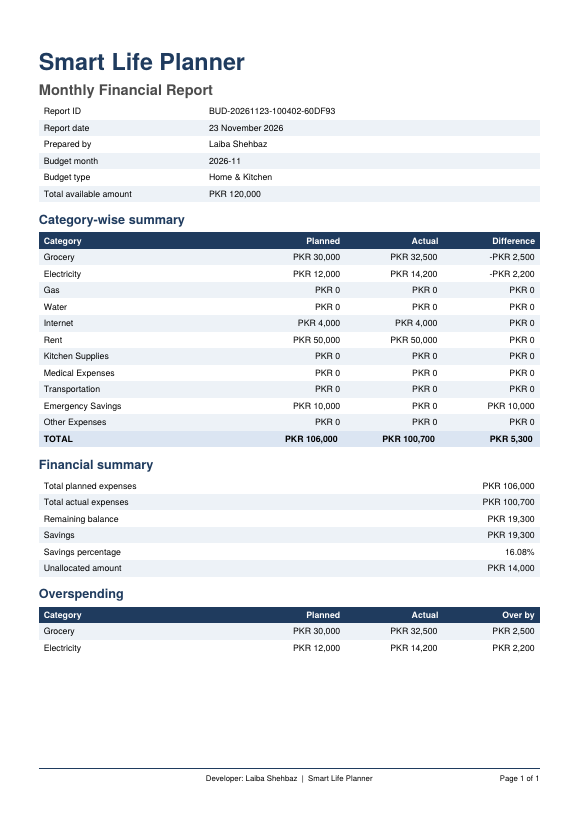 Smart Life Planner
Monthly Financial Report
Report ID BUD-20261123-100402-60DF93
Report date 23 November 2026
Prepared by Laiba Shehbaz
Budget month 2026-11
Budget type Home & Kitchen
Total available amount PKR 120,000
Category-wise summary
Category Planned Actual Difference
Grocery PKR 30,000 PKR 32,500 -PKR 2,500
Electricity PKR 12,000 PKR 14,200 -PKR 2,200
Gas PKR 0 PKR 0 PKR 0
Water PKR 0 PKR 0 PKR 0
Internet PKR 4,000 PKR 4,000 PKR 0
Rent PKR 50,000 PKR 50,000 PKR 0
Kitchen Supplies PKR 0 PKR 0 PKR 0
Medical Expenses PKR 0 PKR 0 PKR 0
Transportation PKR 0 PKR 0 PKR 0
Emergency Savings PKR 10,000 PKR 0 PKR 10,000
Other Expenses PKR 0 PKR 0 PKR 0
TOTAL PKR 106,000 PKR 100,700 PKR 5,300
Financial summary
Total planned expenses PKR 106,000
Total actual expenses PKR 100,700
Remaining balance PKR 19,300
Savings PKR 19,300
Savings percentage 16.08%
Unallocated amount PKR 14,000
Overspending
Category Planned Actual Over by
Grocery PKR 30,000 PKR 32,500 PKR 2,500
Electricity PKR 12,000 PKR 14,200 PKR 2,200
Developer: Laiba Shehbaz | Smart Life Planner Page 1 of 1